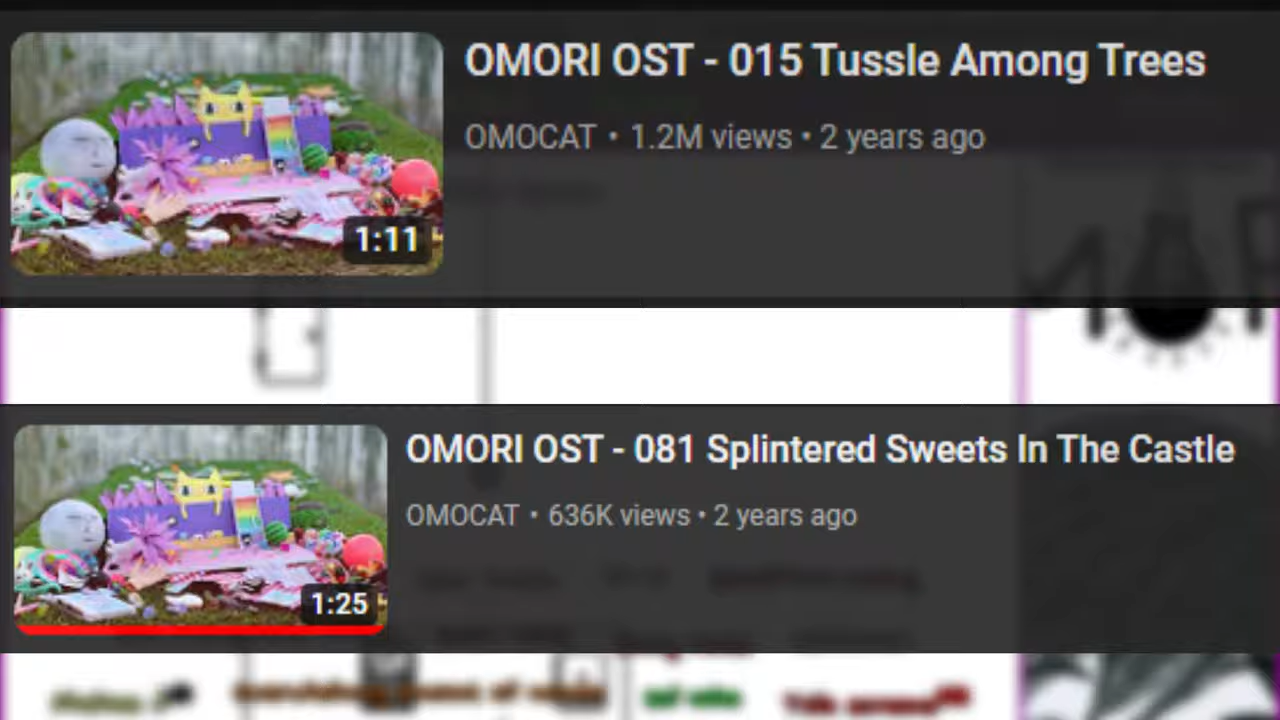 OMORI OST - 015 Tussle Among Trees
OMOCAT • 1.2M views • 2 years ago
1:11
OMORI OST - 081 Splintered Sweets In The Castle
OMOCAT • 636K views • 2 years ago
1:25